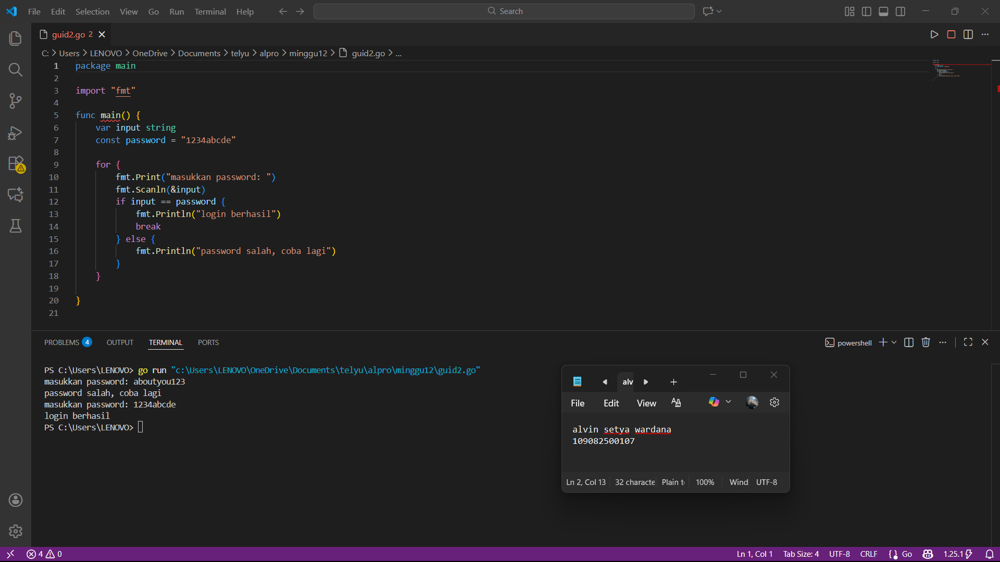 File Edit Selection View Go Run Terminal Help
Search
guid2.go 2
C: > Users > LENOVO > OneDrive > Documents > telyu > alpro > minggu12 > guid2.go > ...
1 package main
2
3 import "fmt"
4
5 func main() {
6 var input string
7 const password = "1234abcde"
8
9 for {
10 fmt.Print("masukkan password: ")
11 fmt.Scanln(&input)
12 if input == password {
13 fmt.Println("login berhasil")
14 break
15 } else {
16 fmt.Println("password salah, coba lagi")
17 }
18 }
19
20 }
21
PROBLEMS 4 OUTPUT TERMINAL PORTS
powershell
PS C:\Users\LENOVO> go run "c:\Users\LENOVO\OneDrive\Documents\telyu\alpro\minggu12\guid2.go"
masukkan password: aboutyou123
password salah, coba lagi
masukkan password: 1234abcde
login berhasil
PS C:\Users\LENOVO>
alv
File Edit View
alvin setya wardana
109082500107
Ln 2, Col 13 32 characte Plain t 100% Wind UTF-8
4 0
Ln 1, Col 1 Tab Size: 4 UTF-8 CRLF {} Go 1.25.1